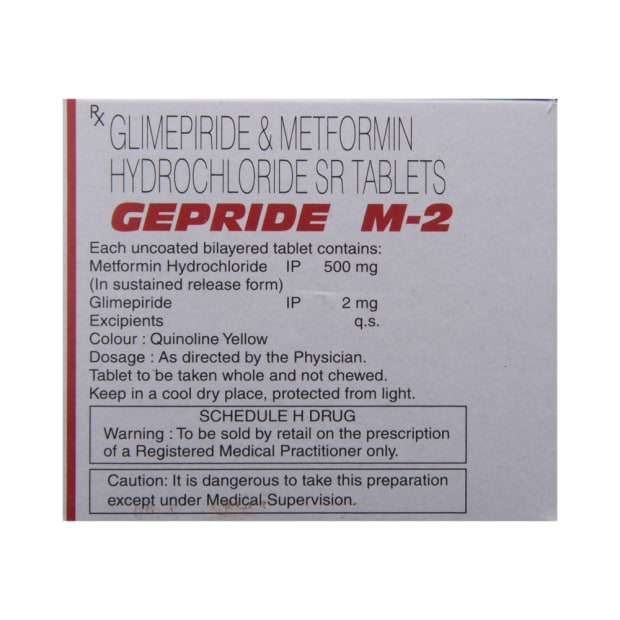 Rx GLIMEPIRIDE & METFORMIN
HYDROCHLORIDE SR TABLETS
GEPRIDE M-2
Each uncoated bilayered tablet contains:
Metformin Hydrochloride IP 500 mg
(In sustained release form)
Glimepiride IP 2 mg
Excipients q.s.
Colour : Quinoline Yellow
Dosage : As directed by the Physician.
Tablet to be taken whole and not chewed.
Keep in a cool dry place, protected from light.
SCHEDULE H DRUG
Warning : To be sold by retail on the prescription
of a Registered Medical Practitioner only.
Caution: It is dangerous to take this preparation
except under Medical Supervision.